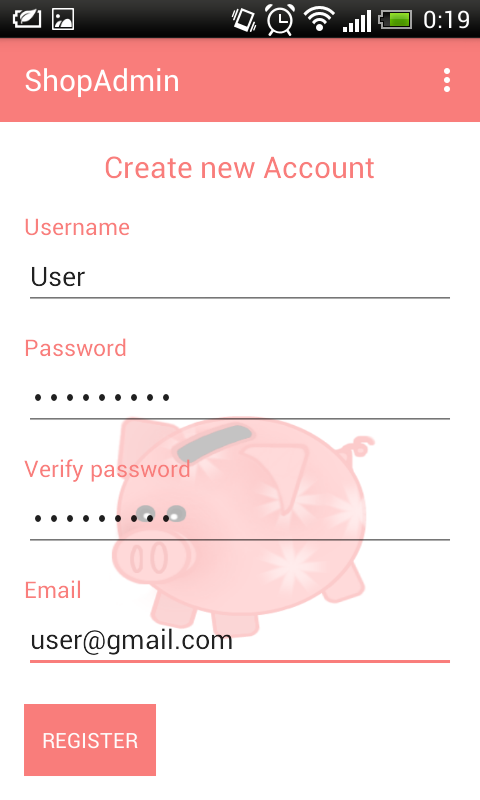 0:19
ShopAdmin
Create new Account
Username
User
Password
•••••••••
Verify password
•••••••••
Email
user@gmail.com
REGISTER